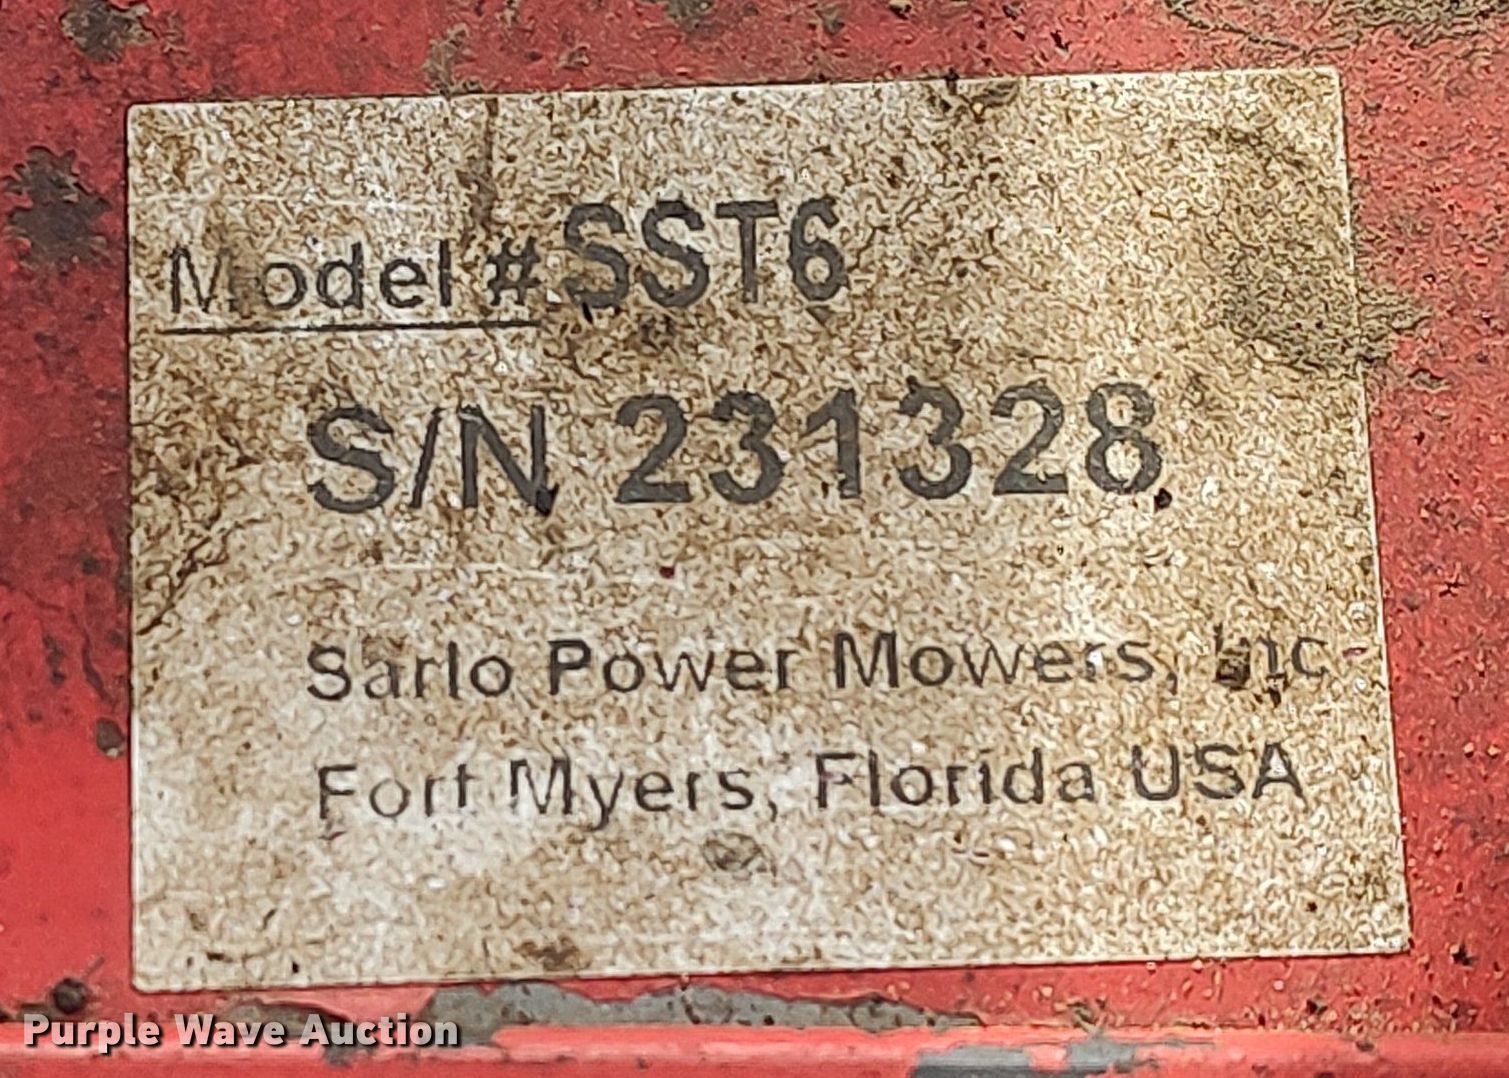 Model # SST6
S/N 231328
Sarlo Power Mowers, Inc
Fort Myers, Florida USA
Purple Wave Auction